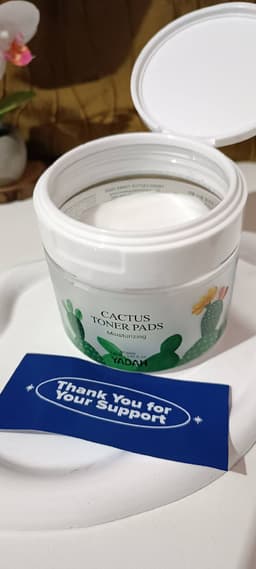 CACTUS
TONER PADS
Moisturizing
YADAH
Thank You for
Your Support